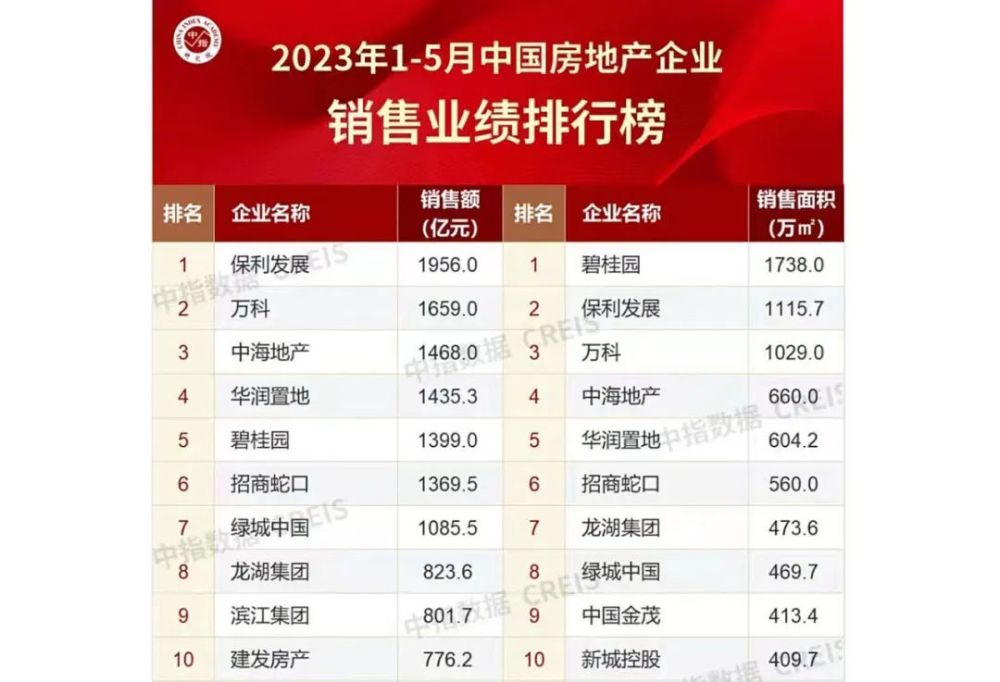 CHINA INDEX ACADEMY
中指
研究院
2023年1-5月中国房地产企业
销售业绩排行榜
排名 企业名称 销售额(亿元) 排名 企业名称 销售面积(万㎡)
1 保利发展 1956.0 1 碧桂园 1738.0
2 万科 1659.0 2 保利发展 1115.7
3 中海地产 1468.0 3 万科 1029.0
4 华润置地 1435.3 4 中海地产 660.0
5 碧桂园 1399.0 5 华润置地 604.2
6 招商蛇口 1369.5 6 招商蛇口 560.0
7 绿城中国 1085.5 7 龙湖集团 473.6
8 龙湖集团 823.6 8 绿城中国 469.7
9 滨江集团 801.7 9 中国金茂 413.4
10 建发房产 776.2 10 新城控股 409.7
中指数据 CREIS
中指数据 CREIS
中指数据 CREIS
中指数据 CREIS
中指数据 CREIS
中指数据 CREIS